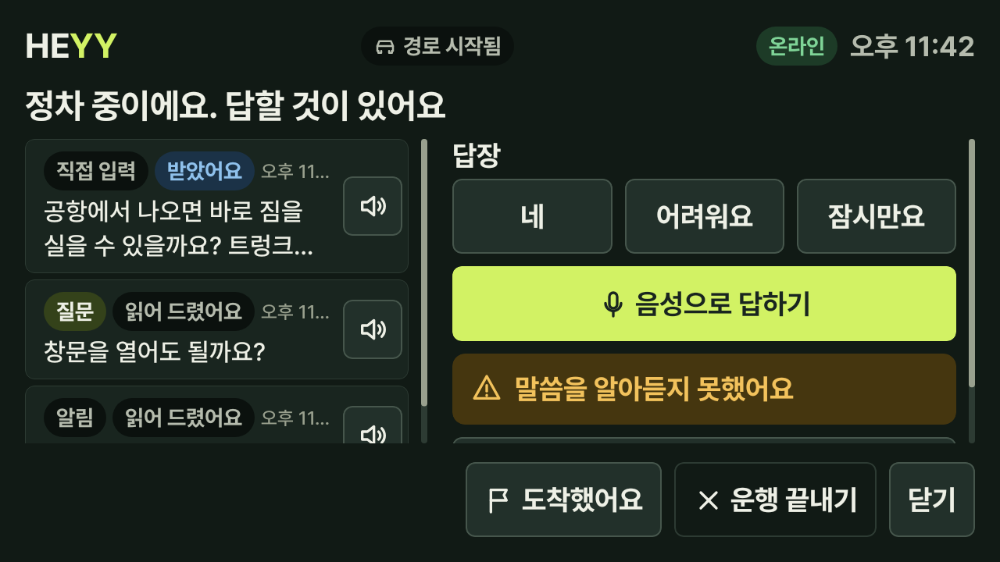 HEYY
경로 시작됨
온라인
오후 11:42
정차 중이에요. 답할 것이 있어요
직접 입력
받았어요
오후 11...
공항에서 나오면 바로 짐을
실을 수 있을까요? 트렁크...
질문
읽어 드렸어요
오후 11...
창문을 열어도 될까요?
알림
읽어 드렸어요
오후 11...
답장
네
어려워요
잠시만요
음성으로 답하기
말씀을 알아듣지 못했어요
도착했어요
운행 끝내기
닫기